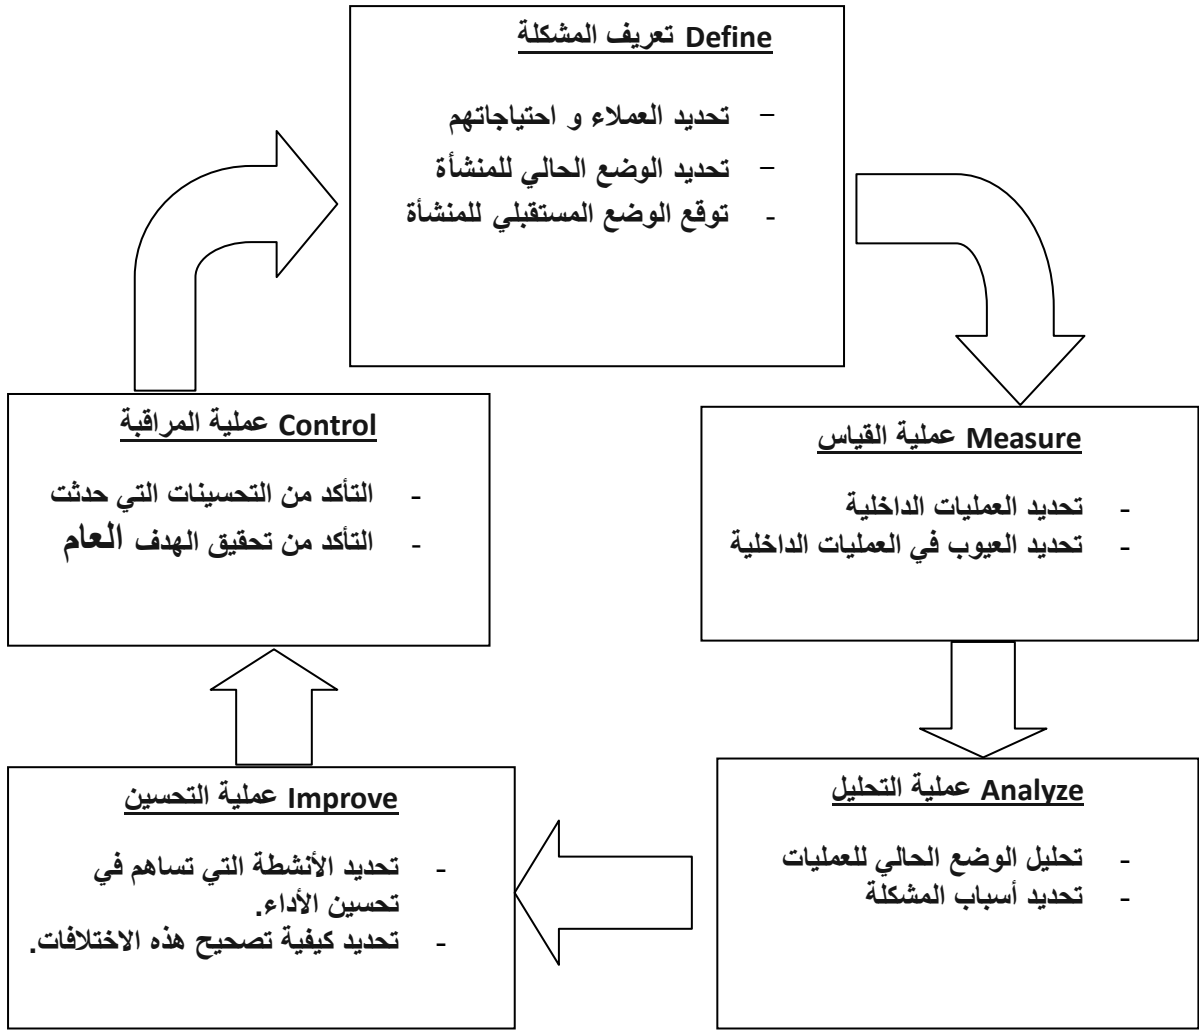 Define تعريف المشكلة
– تحديد العملاء و احتياجاتهم
– تحديد الوضع الحالي للمنشأة
- توقع الوضع المستقبلي للمنشأة
Measure عملية القياس
- تحديد العمليات الداخلية
- تحديد العيوب في العمليات الداخلية
Analyze عملية التحليل
- تحليل الوضع الحالي للعمليات
- تحديد أسباب المشكلة
Improve عملية التحسين
- تحديد الأنشطة التي تساهم في
تحسين الأداء.
- تحديد كيفية تصحيح هذه الاختلافات.
Control عملية المراقبة
- التأكد من التحسينات التي حدثت
- التأكد من تحقيق الهدف العام